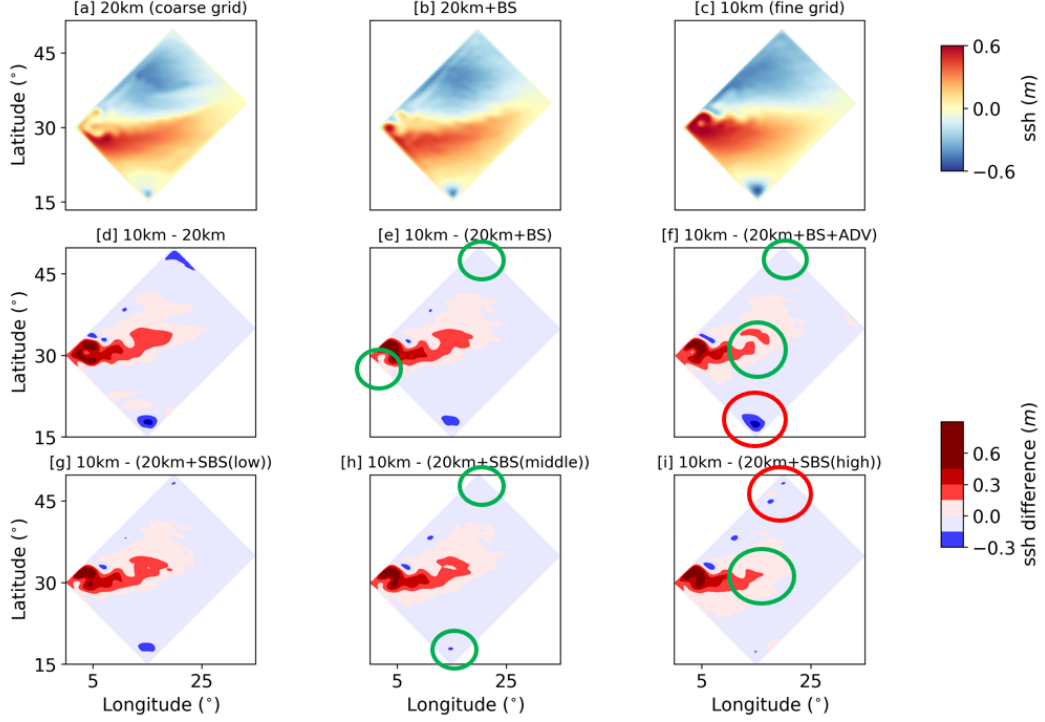 [a] 20km (coarse grid)
[b] 20km+BS
[c] 10km (fine grid)
Latitude (°)
45
30
15
0.6
0.0
−0.6
ssh (m)
[d] 10km - 20km
[e] 10km - (20km+BS)
[f] 10km - (20km+BS+ADV)
Latitude (°)
45
30
15
[g] 10km - (20km+SBS(low))
[h] 10km - (20km+SBS(middle))
[i] 10km - (20km+SBS(high))
Latitude (°)
45
30
15
0.6
0.3
0.0
−0.3
ssh difference (m)
5
25
5
25
5
25
Longitude (°)
Longitude (°)
Longitude (°)